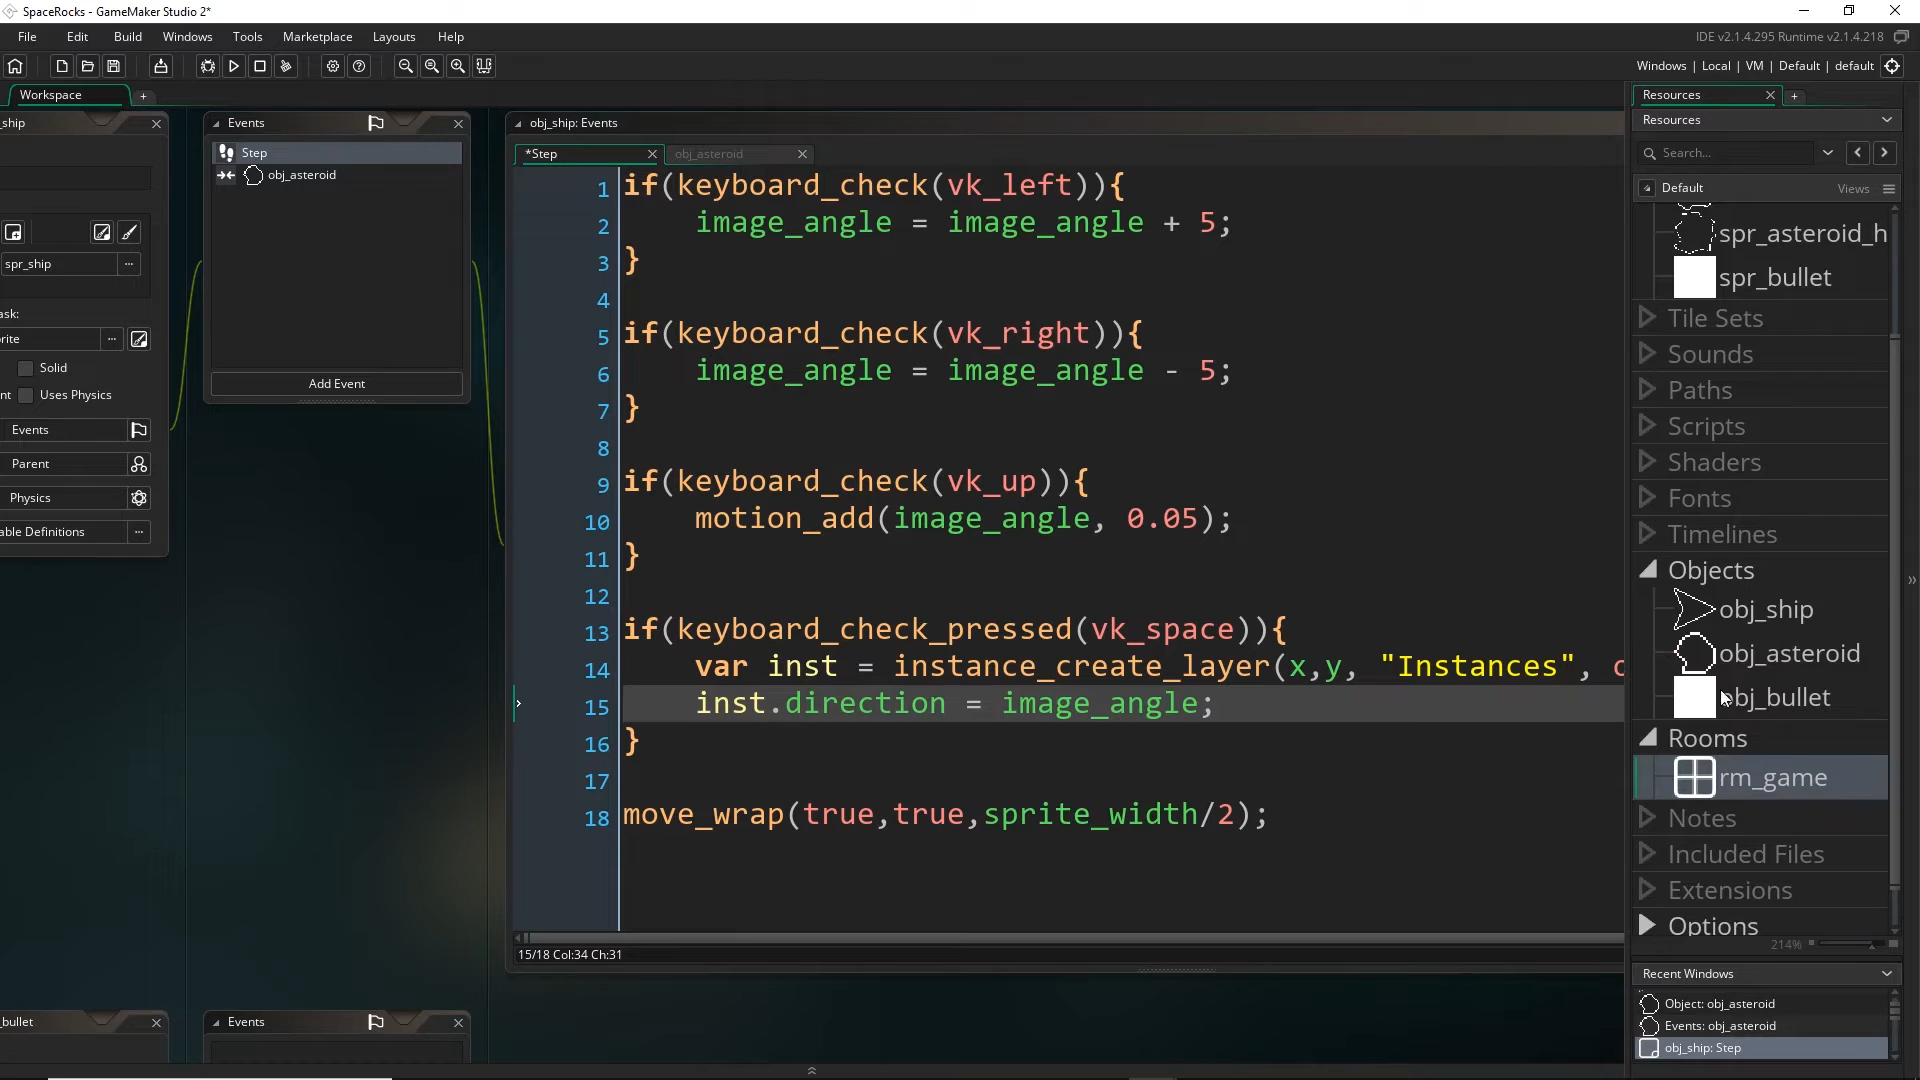 SpaceRocks - GameMaker Studio 2*
File Edit Build Windows Tools Marketplace Layouts Help
IDE v2.1.4.295 Runtime v2.1.4.218
Windows | Local | VM | Default | default
Workspace
_ship
spr_ship
ask:
rite
Solid
nt Uses Physics
Events
Parent
Physics
able Definitions
Events
Step
obj_asteroid
Add Event
obj_ship: Events
*Step
obj_asteroid
1 if(keyboard_check(vk_left)){
2 image_angle = image_angle + 5;
3 }
4
5 if(keyboard_check(vk_right)){
6 image_angle = image_angle - 5;
7 }
8
9 if(keyboard_check(vk_up)){
10 motion_add(image_angle, 0.05);
11 }
12
13 if(keyboard_check_pressed(vk_space)){
14 var inst = instance_create_layer(x,y, "Instances", o
15 inst.direction = image_angle;
16 }
17
18 move_wrap(true,true,sprite_width/2);
15/18 Col:34 Ch:31
_bullet
Events
Resources
Resources
Search...
Default Views
spr_asteroid_h
spr_bullet
Tile Sets
Sounds
Paths
Scripts
Shaders
Fonts
Timelines
Objects
obj_ship
obj_asteroid
obj_bullet
Rooms
rm_game
Notes
Included Files
Extensions
Options
214%
Recent Windows
Object: obj_asteroid
Events: obj_asteroid
obj_ship: Step